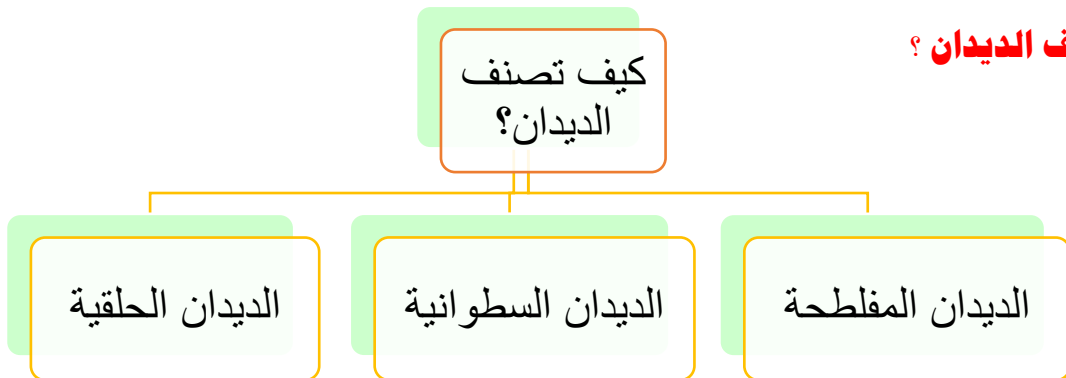 الديدان ؟
كيف تصنف
الديدان؟
الديدان المفلطحة
الديدان السطوانية
الديدان الحلقية